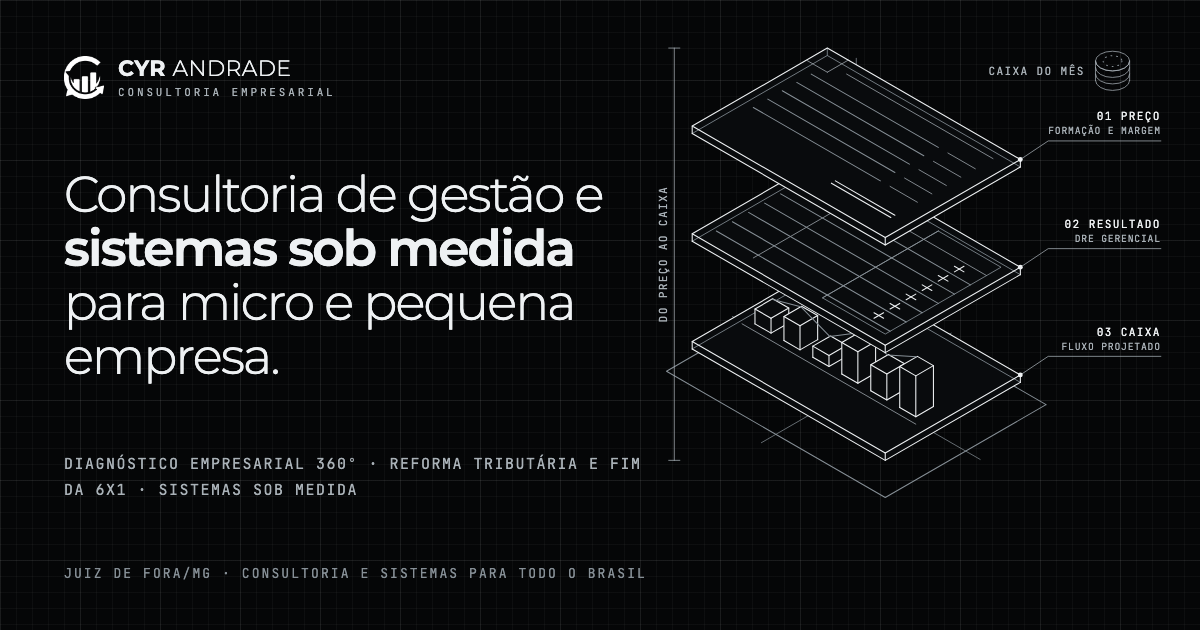 CYR ANDRADE
CONSULTORIA EMPRESARIAL
Consultoria de gestão e
sistemas sob medida
para micro e pequena
empresa.
DIAGNÓSTICO EMPRESARIAL 360° · REFORMA TRIBUTÁRIA E FIM
DA 6X1 · SISTEMAS SOB MEDIDA
JUIZ DE FORA/MG · CONSULTORIA E SISTEMAS PARA TODO O BRASIL
DO PREÇO AO CAIXA
CAIXA DO MÊS
01 PREÇO
FORMAÇÃO E MARGEM
02 RESULTADO
DRE GERENCIAL
03 CAIXA
FLUXO PROJETADO